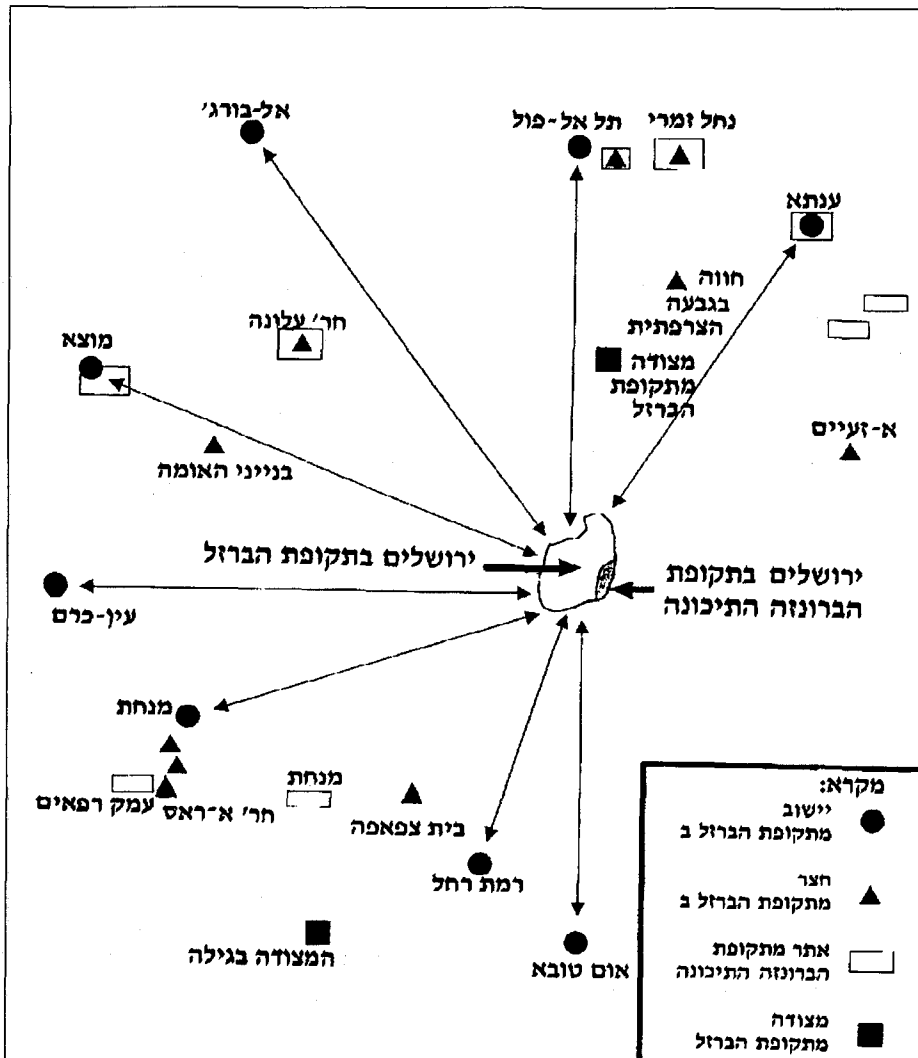 אל-בורג'
תל אל-פול
נחל זמרי
ענתא
חווה
בגבעה
הצרפתית
חר' עלונה
מוצא
מצודה
מתקופת
הברזל
א-זעיים
בנייני האומה
ירושלים בתקופת הברזל
ירושלים בתקופת
הברונזה התיכונה
עין-כרם
מנחת
מנחת
עמק רפאים
חר' א-ראס
בית צפאפה
רמת רחל
המצודה בגילה
אום טובא
מקרא:
יישוב
מתקופת הברזל ב
חצר
מתקופת הברזל ב
אתר מתקופת
הברונזה התיכונה
מצודה
מתקופת הברזל